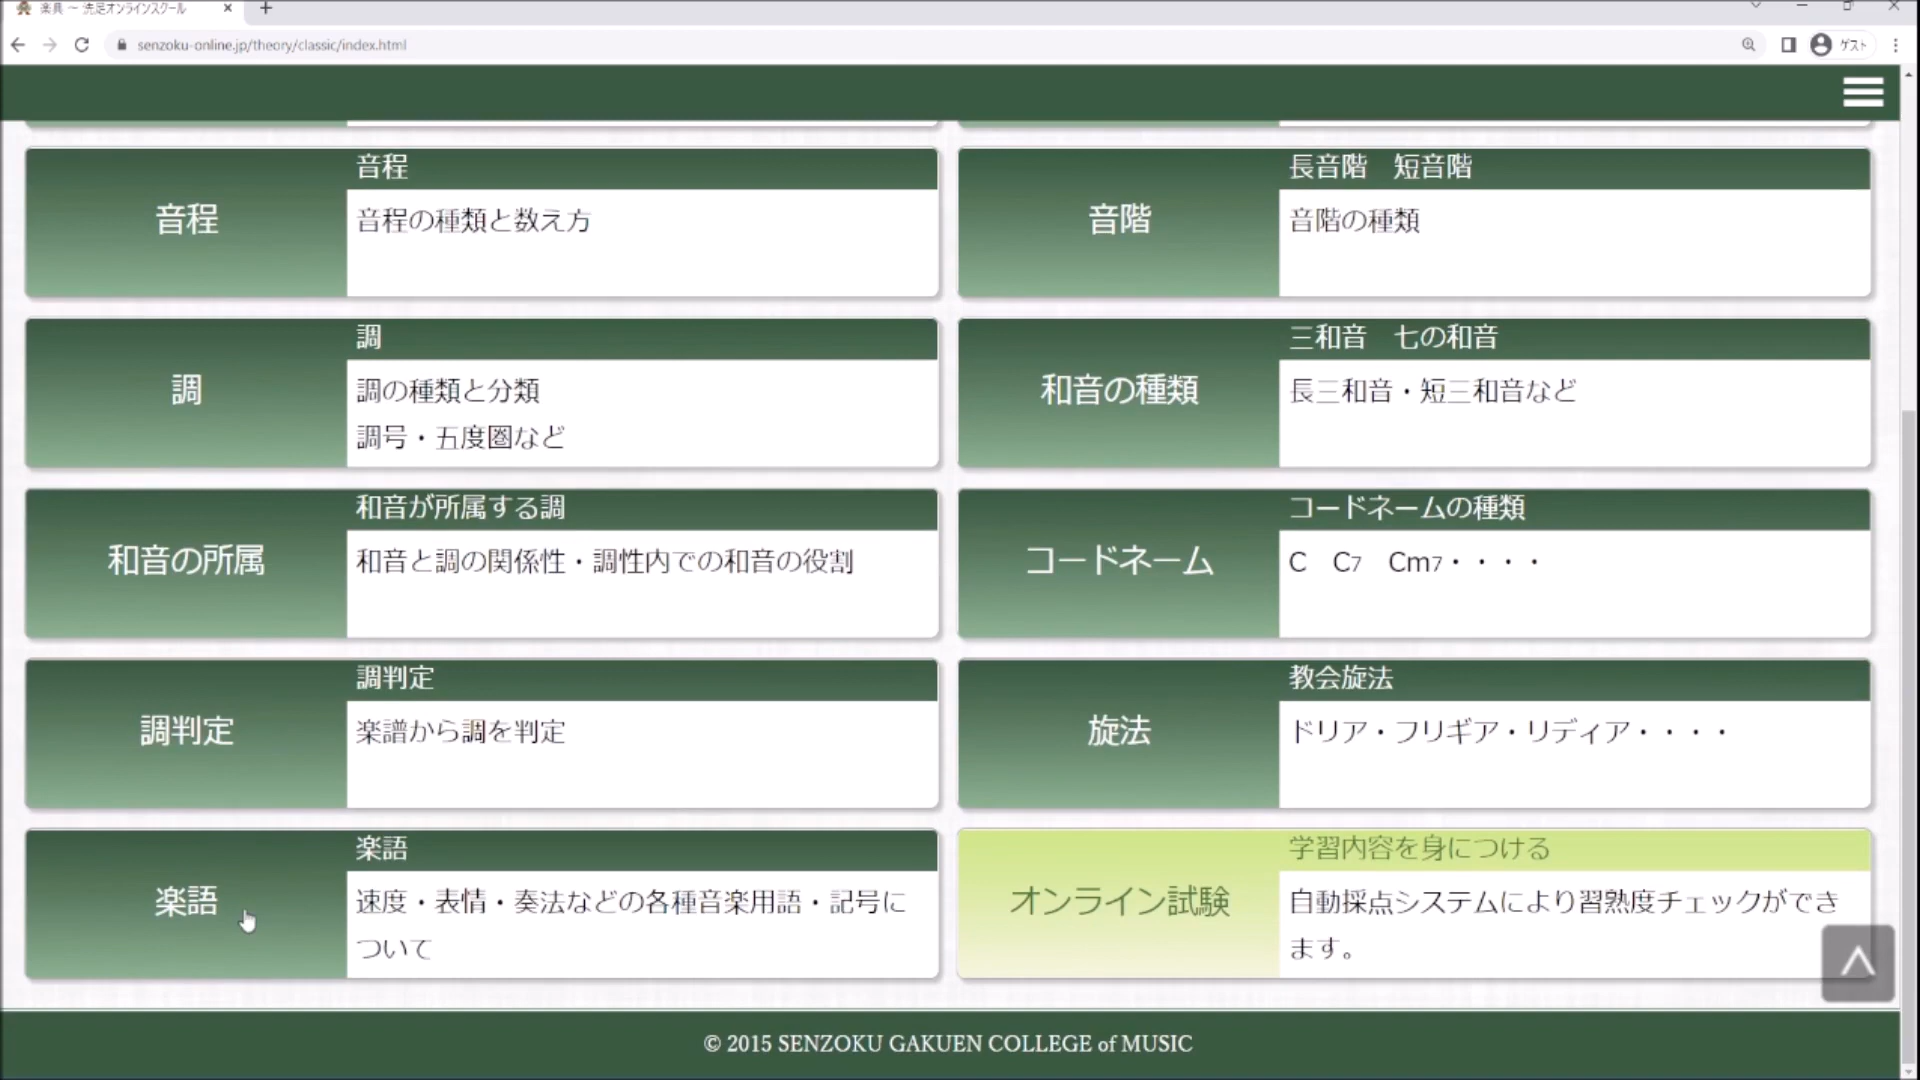 楽典 〜 洗足オンラインスクール
senzoku-online.jp/theory/classic/index.html
ゲスト
音程
音程
音程の種類と数え方
音階
長音階　短音階
音階の種類
調
調
調の種類と分類
調号・五度圏など
和音の種類
三和音　七の和音
長三和音・短三和音など
和音の所属
和音が所属する調
和音と調の関係性・調性内での和音の役割
コードネーム
コードネームの種類
C　C7　Cm7・・・・
調判定
調判定
楽譜から調を判定
旋法
教会旋法
ドリア・フリギア・リディア・・・・
楽語
楽語
速度・表情・奏法などの各種音楽用語・記号に
ついて
オンライン試験
学習内容を身につける
自動採点システムにより習熟度チェックができ
ます。
© 2015 SENZOKU GAKUEN COLLEGE of MUSIC